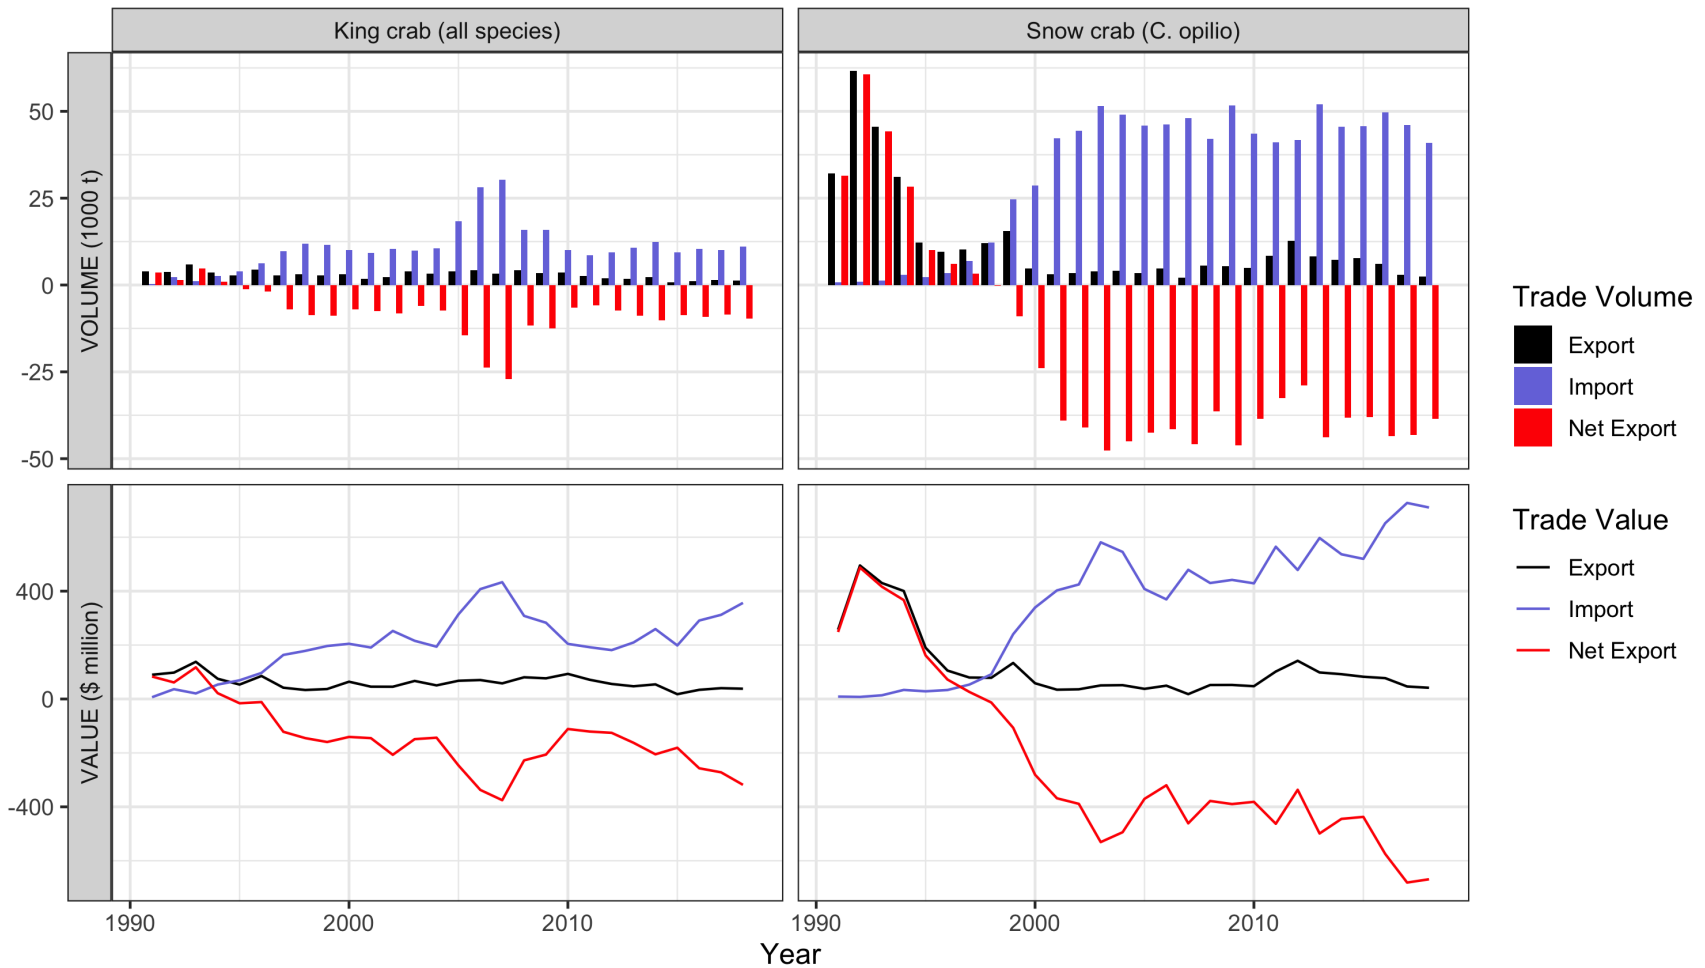 King crab (all species)
Snow crab (C. opilio)
VOLUME (1000 t)
50
25
0
-25
-50
VALUE ($ million)
400
0
-400
1990
2000
2010
1990
2000
2010
Year
Trade Volume
Export
Import
Net Export
Trade Value
Export
Import
Net Export